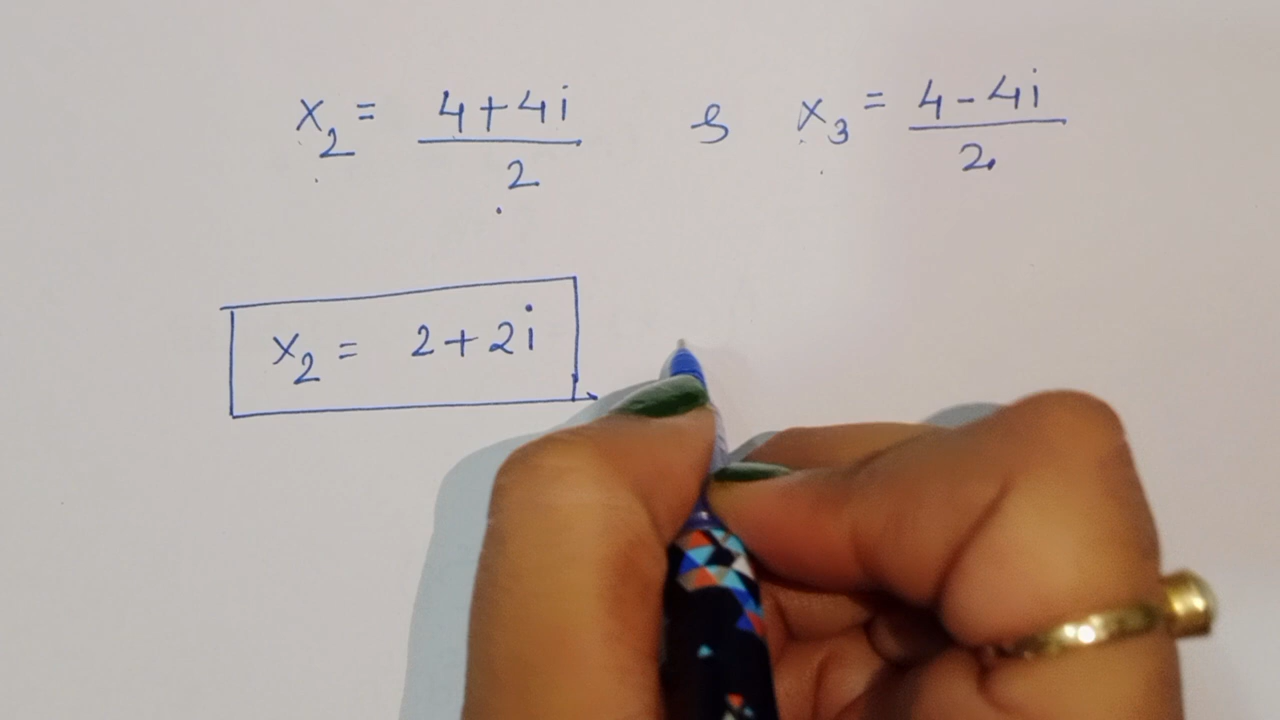 x₂ = (4+4i)/2 & x₃ = (4-4i)/2
x₂ = 2+2i